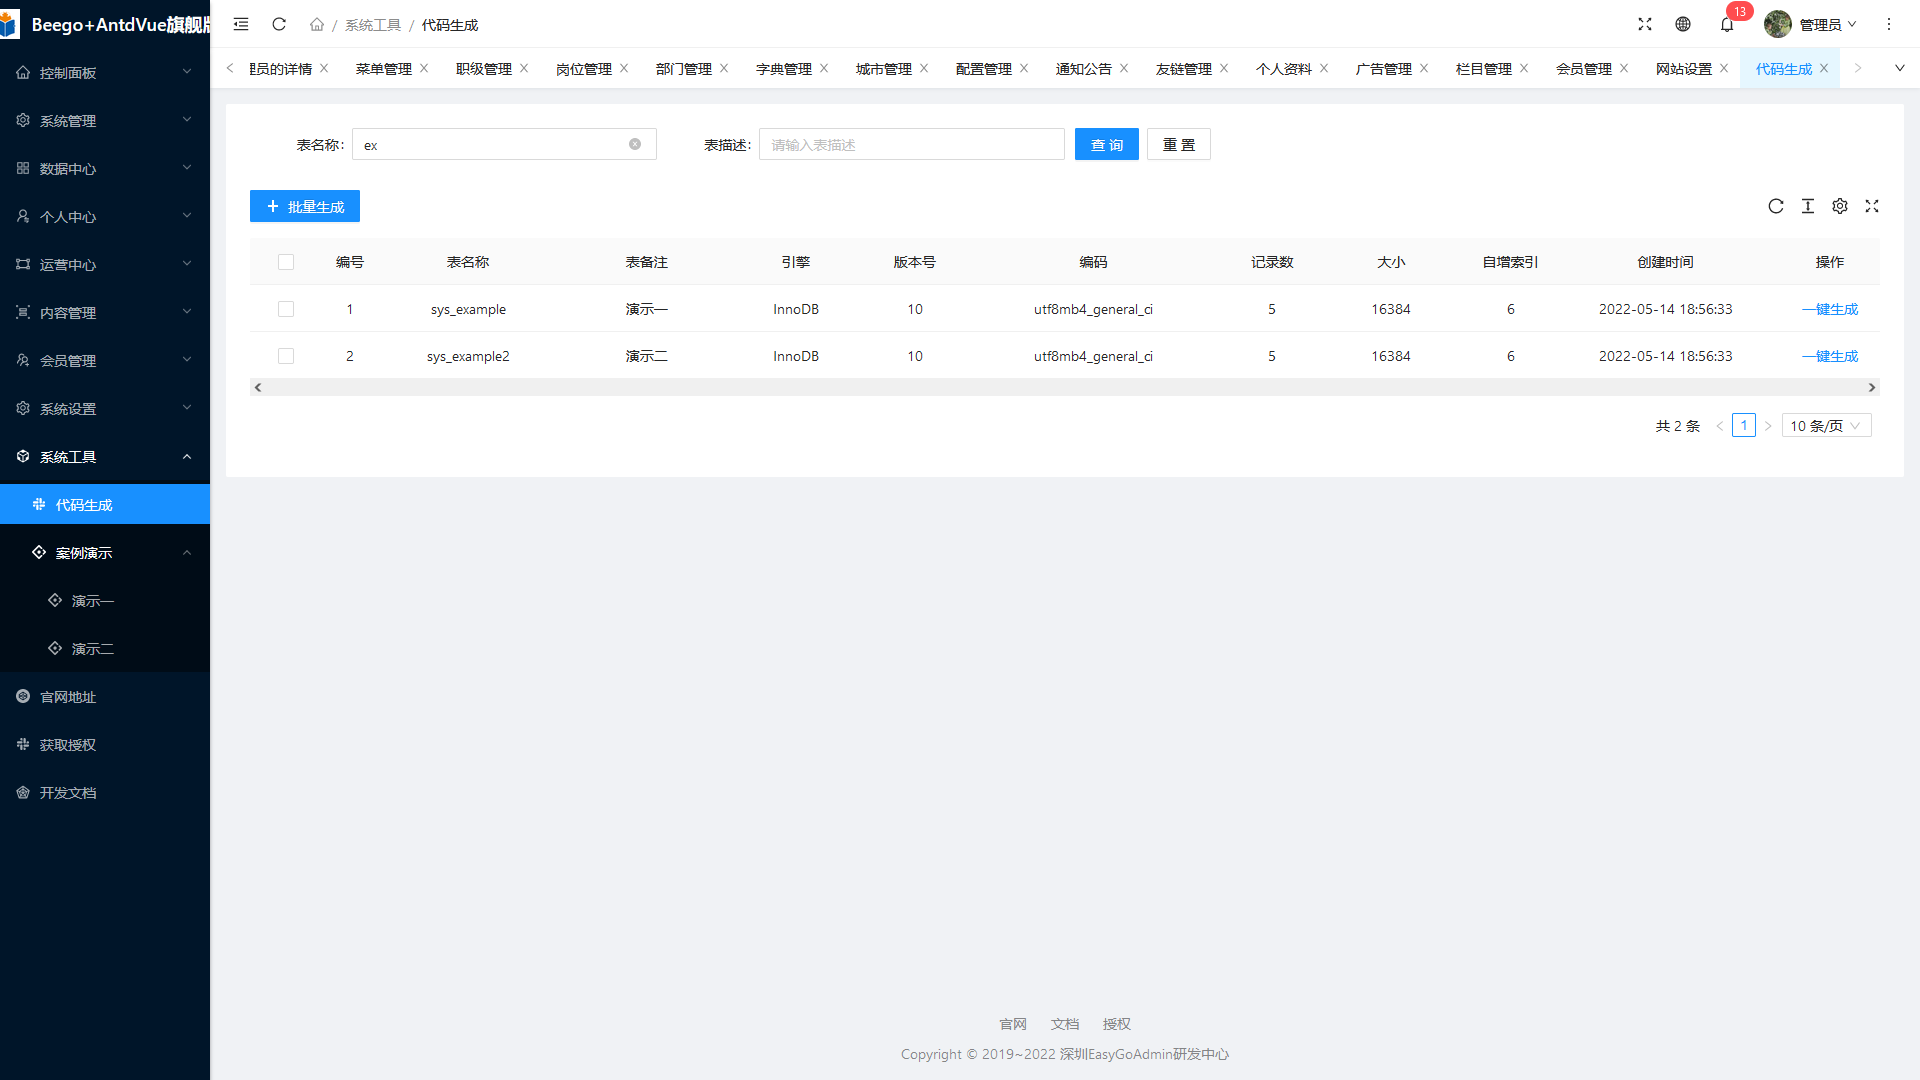 Beego+AntdVue旗舰版
控制面板
系统管理
数据中心
个人中心
运营中心
内容管理
会员管理
系统设置
系统工具
代码生成
案例演示
演示一
演示二
官网地址
获取授权
开发文档
/ 系统工具 / 代码生成
13
管理员
理员的详情 菜单管理 职级管理 岗位管理 部门管理 字典管理 城市管理 配置管理 通知公告 友链管理 个人资料 广告管理 栏目管理 会员管理 网站设置 代码生成
表名称: ex 表描述: 请输入表描述 查 询 重 置
批量生成
编号 表名称 表备注 引擎 版本号 编码 记录数 大小 自增索引 创建时间 操作
1 sys_example 演示一 InnoDB 10 utf8mb4_general_ci 5 16384 6 2022-05-14 18:56:33 一键生成
2 sys_example2 演示二 InnoDB 10 utf8mb4_general_ci 5 16384 6 2022-05-14 18:56:33 一键生成
共 2 条 1 10 条/页
官网 文档 授权
Copyright © 2019~2022 深圳EasyGoAdmin研发中心